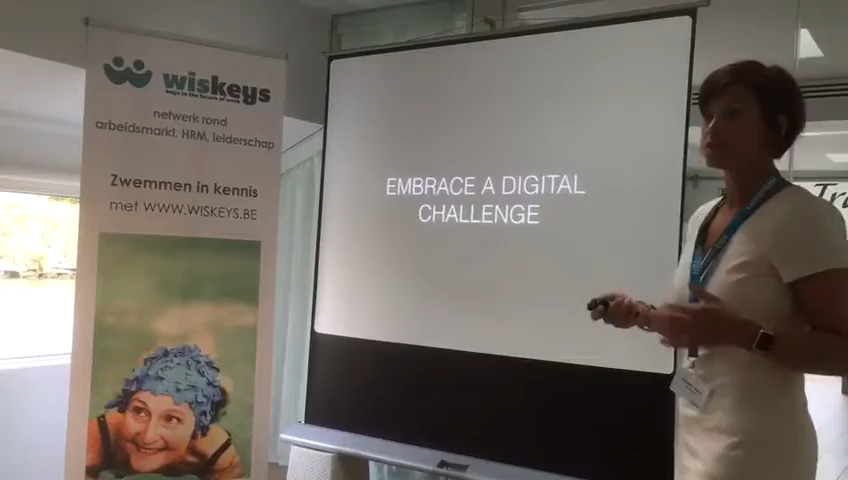 wiskeys
keys to the future of work
netwerk rond
arbeidsmarkt, HRM, leiderschap
Zwemmen in kennis
met www.WISKEYS.BE
EMBRACE A DIGITAL
CHALLENGE